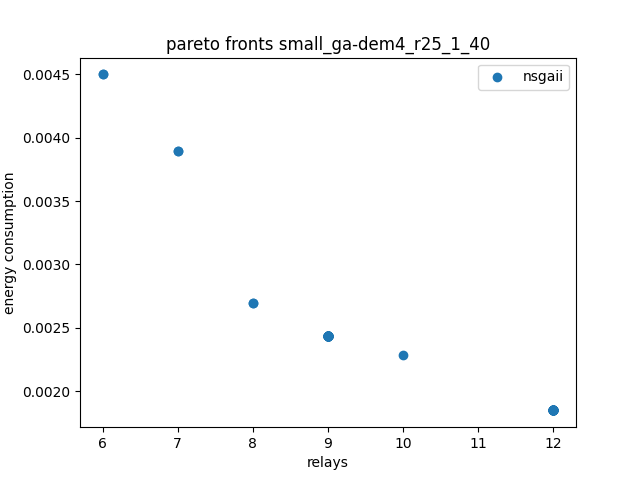 pareto fronts small_ga-dem4_r25_1_40
nsgaii
0.0045
0.0040
0.0035
0.0030
0.0025
0.0020
energy consumption
6 7 8 9 10 11 12
relays